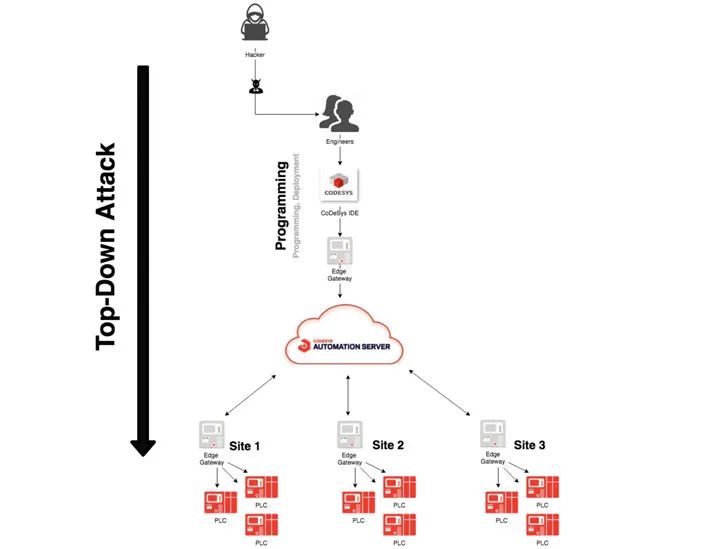 Hacker
Top-Down Attack
Engineers
Programming
Programming, Deployment
CODESYS
CoDeSys IDE
Edge
Gateway
CODESYS
AUTOMATION SERVER
Site 1
Edge
Gateway
PLC
PLC
PLC
Site 2
Edge
Gateway
PLC
PLC
PLC
Site 3
Edge
Gateway
PLC
PLC
PLC